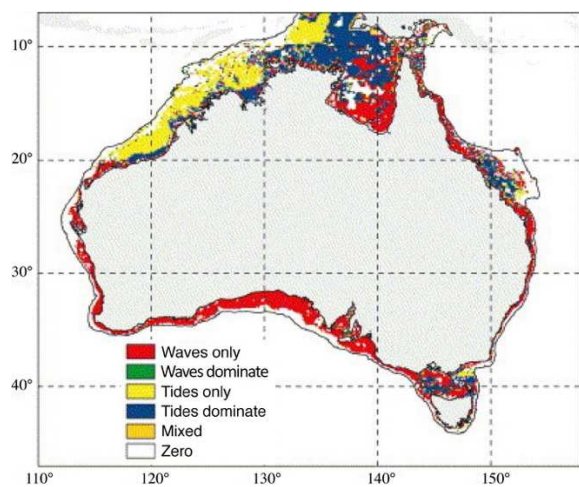 10°
20°
30°
40°
Waves only
Waves dominate
Tides only
Tides dominate
Mixed
Zero
110° 120° 130° 140° 150°